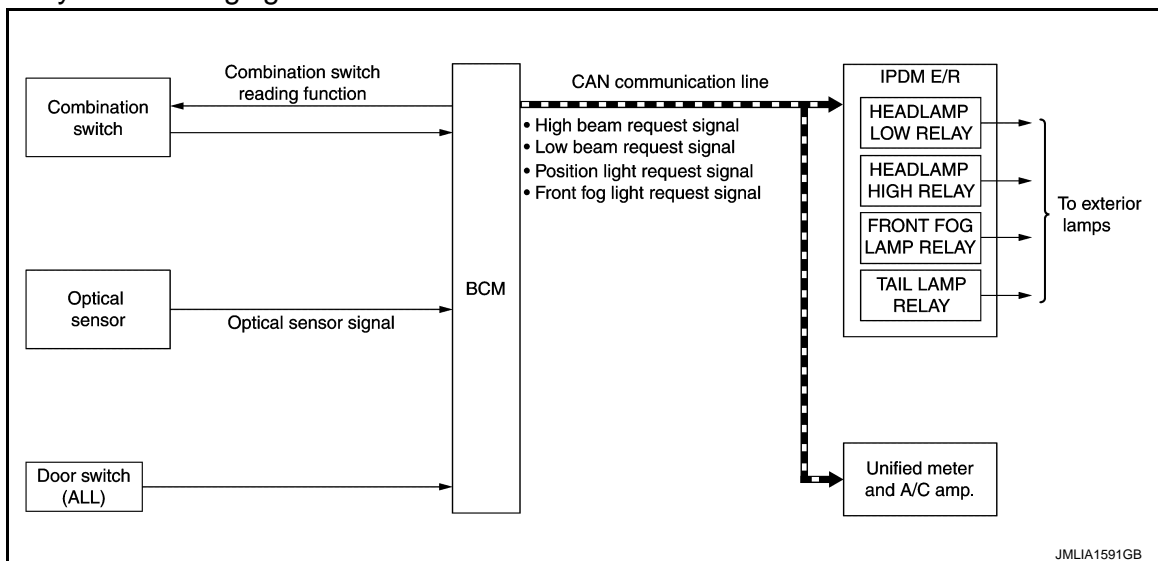 Combination switch
reading function
Combination
switch
Optical
sensor
Optical sensor signal
Door switch
(ALL)
BCM
CAN communication line
• High beam request signal
• Low beam request signal
• Position light request signal
• Front fog light request signal
IPDM E/R
HEADLAMP
LOW RELAY
HEADLAMP
HIGH RELAY
FRONT FOG
LAMP RELAY
TAIL LAMP
RELAY
To exterior
lamps
Unified meter
and A/C amp.
JMLIA1591GB